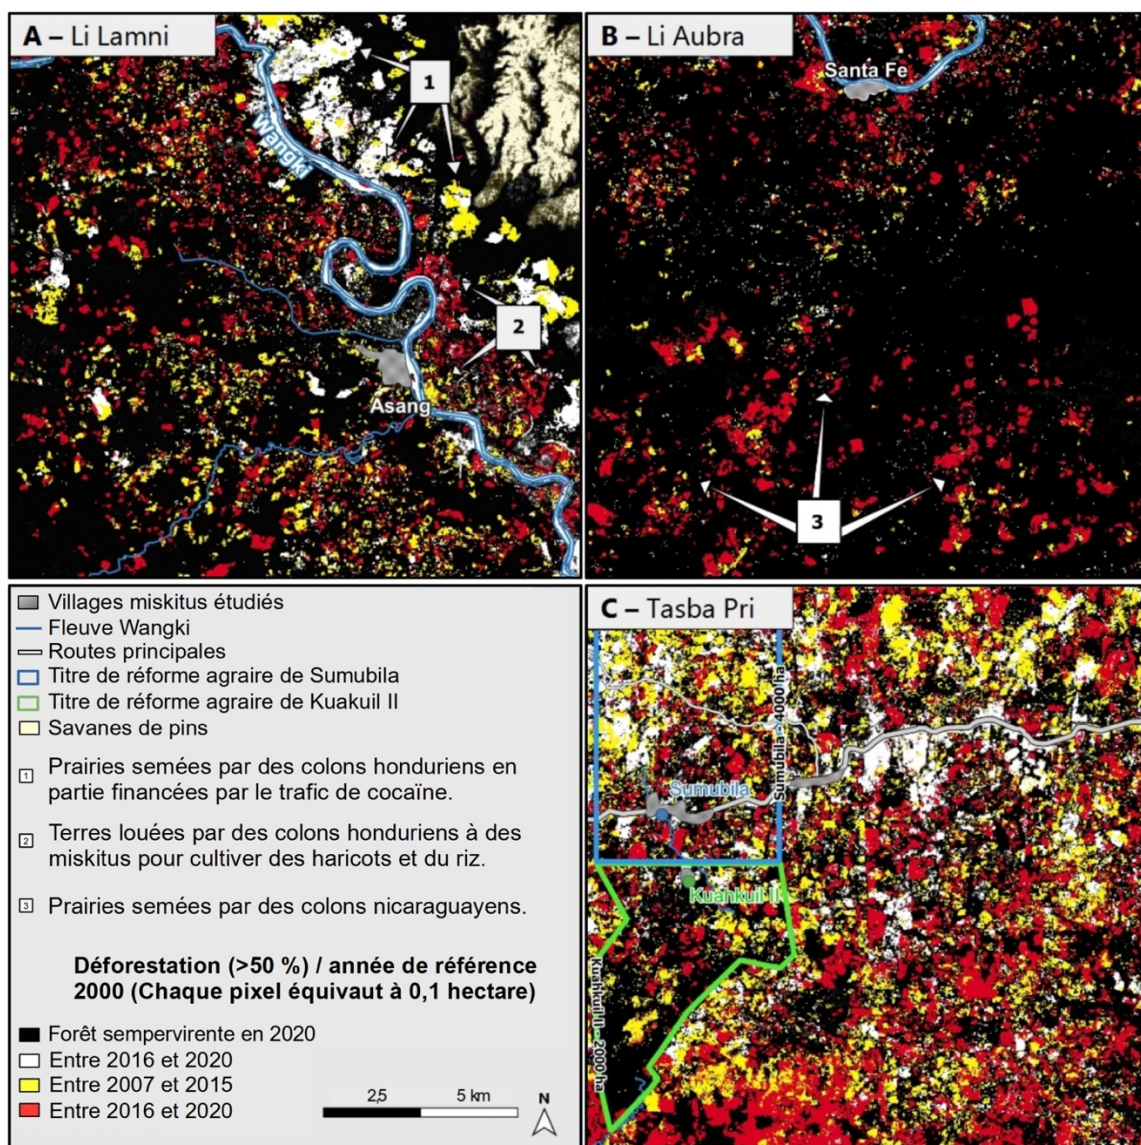 A – Li Lamni
1
Wangki
2
Asang
B – Li Aubra
Santa Fe
3
Villages miskitus étudiés
Fleuve Wangki
Routes principales
Titre de réforme agraire de Sumubila
Titre de réforme agraire de Kuakuil II
Savanes de pins
1 Prairies semées par des colons honduriens en
partie financées par le trafic de cocaïne.
2 Terres louées par des colons honduriens à des
miskitus pour cultiver des haricots et du riz.
3 Prairies semées par des colons nicaraguayens.
Déforestation (>50 %) / année de référence
2000 (Chaque pixel équivaut à 0,1 hectare)
Forêt sempervirente en 2020
Entre 2016 et 2020
Entre 2007 et 2015
Entre 2016 et 2020
2,5 5 km
N
C – Tasba Pri
Sumubila - 4000 ha
Sumubila
Kuahkuil II
Kuahkuil II - 2000 ha